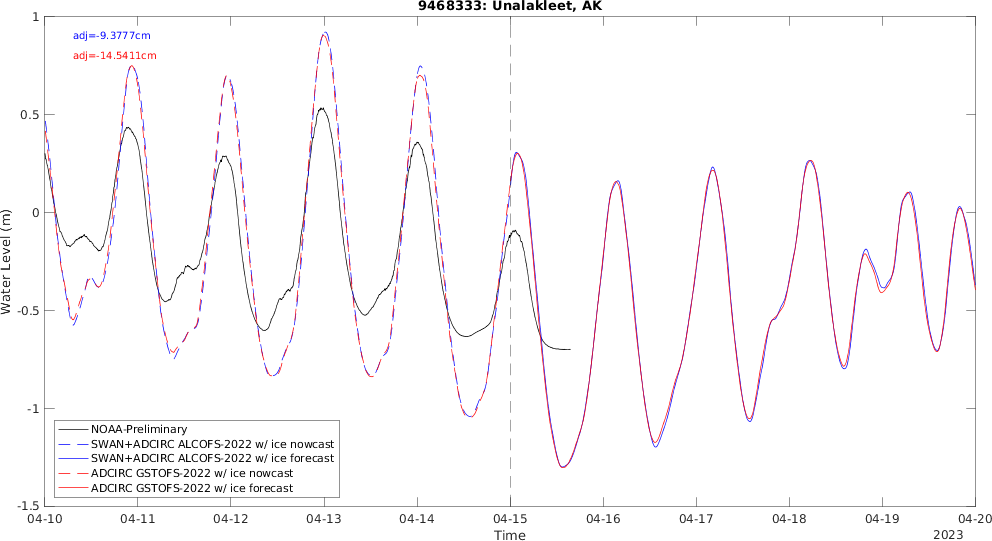 9468333: Unalakleet, AK
adj=-9.3777cm
adj=-14.5411cm
Water Level (m)
1
0.5
0
-0.5
-1
-1.5
NOAA-Preliminary
SWAN+ADCIRC ALCOFS-2022 w/ ice nowcast
SWAN+ADCIRC ALCOFS-2022 w/ ice forecast
ADCIRC GSTOFS-2022 w/ ice nowcast
ADCIRC GSTOFS-2022 w/ ice forecast
04-10 04-11 04-12 04-13 04-14 04-15 04-16 04-17 04-18 04-19 04-20
Time
2023